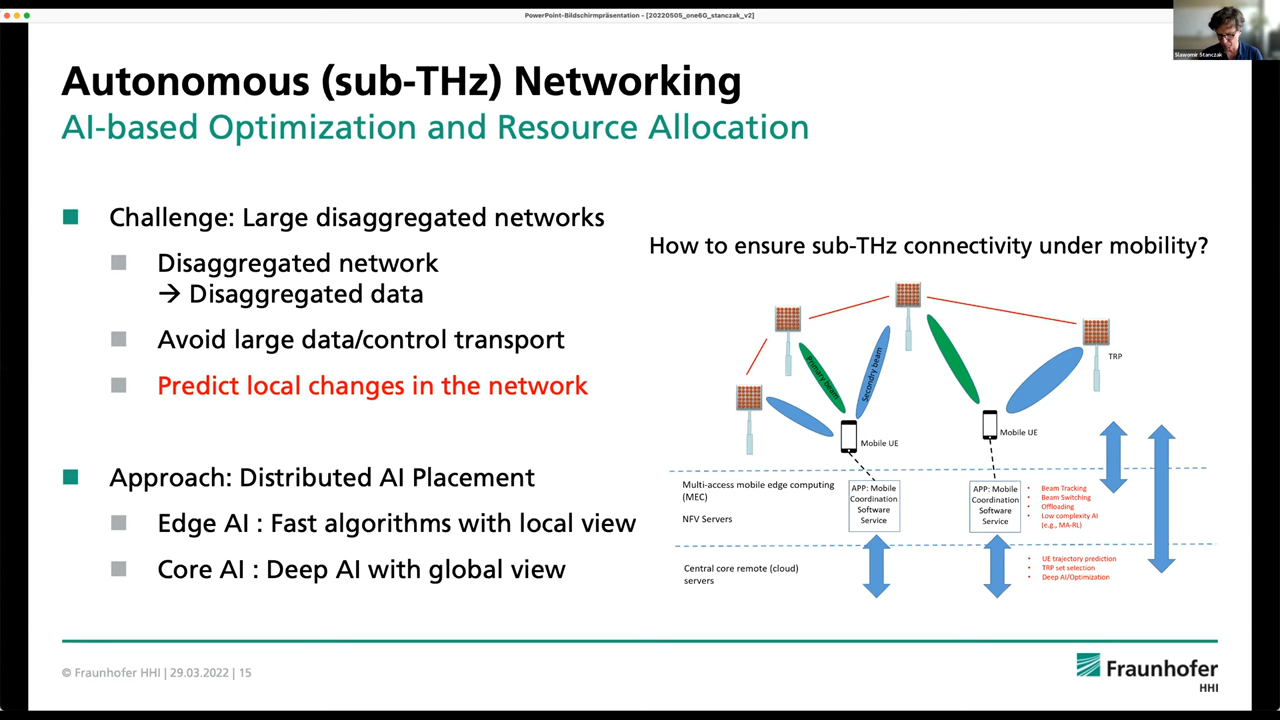 PowerPoint-Bildschirmpräsentation - [20220505_one6G_stanczak_v2]
Slawomir Stanczak
Autonomous (sub-THz) Networking
AI-based Optimization and Resource Allocation
Challenge: Large disaggregated networks
Disaggregated network
→ Disaggregated data
Avoid large data/control transport
Predict local changes in the network
Approach: Distributed AI Placement
Edge AI : Fast algorithms with local view
Core AI : Deep AI with global view
How to ensure sub-THz connectivity under mobility?
Primary beam
Secondry beam
TRP
Mobile UE
Mobile UE
Multi-access mobile edge computing
(MEC)
NFV Servers
APP: Mobile
Coordination
Software
Service
APP: Mobile
Coordination
Software
Service
• Beam Tracking
• Beam Switching
• Offloading
• Low complexity AI
(e.g., MA-RL)
Central core remote (cloud)
servers
• UE trajectory prediction
• TRP set selection
• Deep AI/Optimization
© Fraunhofer HHI | 29.03.2022 | 15
Fraunhofer
HHI